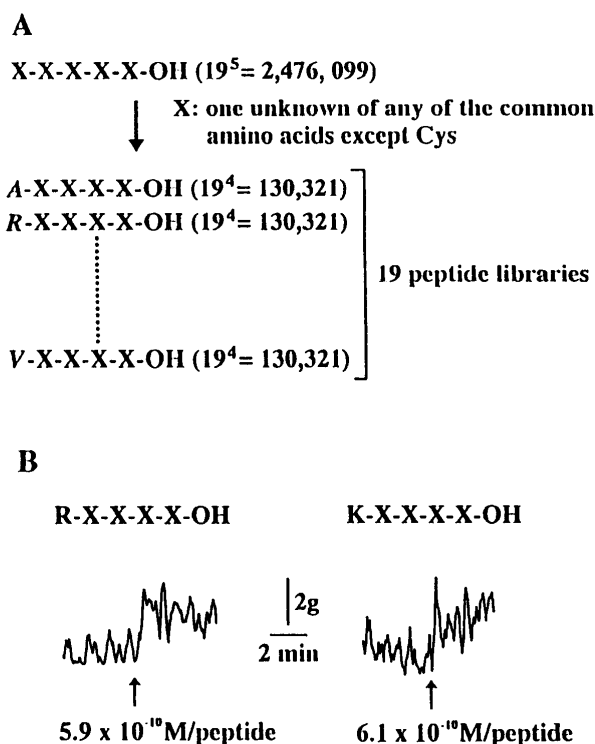 A
X-X-X-X-X-OH (19⁵= 2,476, 099)
X: one unknown of any of the common
amino acids except Cys
A-X-X-X-X-OH (19⁴= 130,321)
R-X-X-X-X-OH (19⁴= 130,321)
19 peptide libraries
V-X-X-X-X-OH (19⁴= 130,321)
B
R-X-X-X-X-OH
K-X-X-X-X-OH
2g
2 min
5.9 x 10⁻¹⁰M/peptide
6.1 x 10⁻¹⁰M/peptide